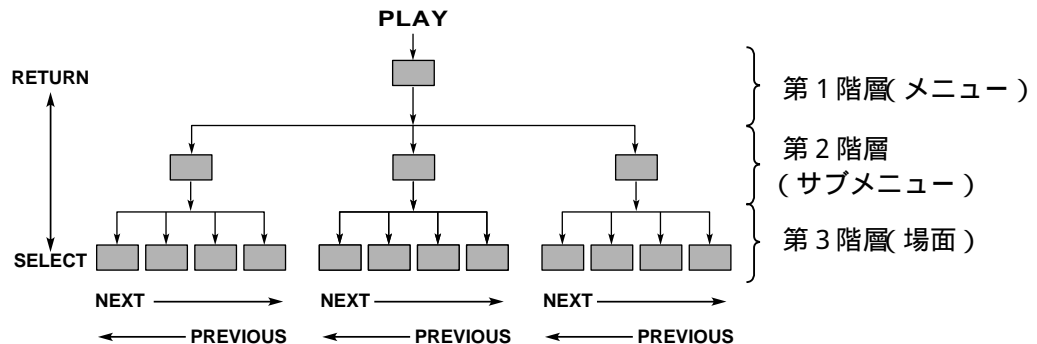 PLAY
RETURN
第1階層(メニュー)
第2階層
(サブメニュー)
第3階層(場面)
SELECT
NEXT NEXT NEXT
PREVIOUS PREVIOUS PREVIOUS